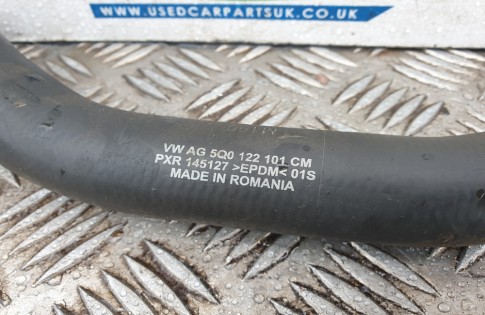 www.USEDCARPARTSUK.CO.UK
VW AG 5Q0 122 101 CM
PXR 145127 >EPDM< 01S
MADE IN ROMANIA